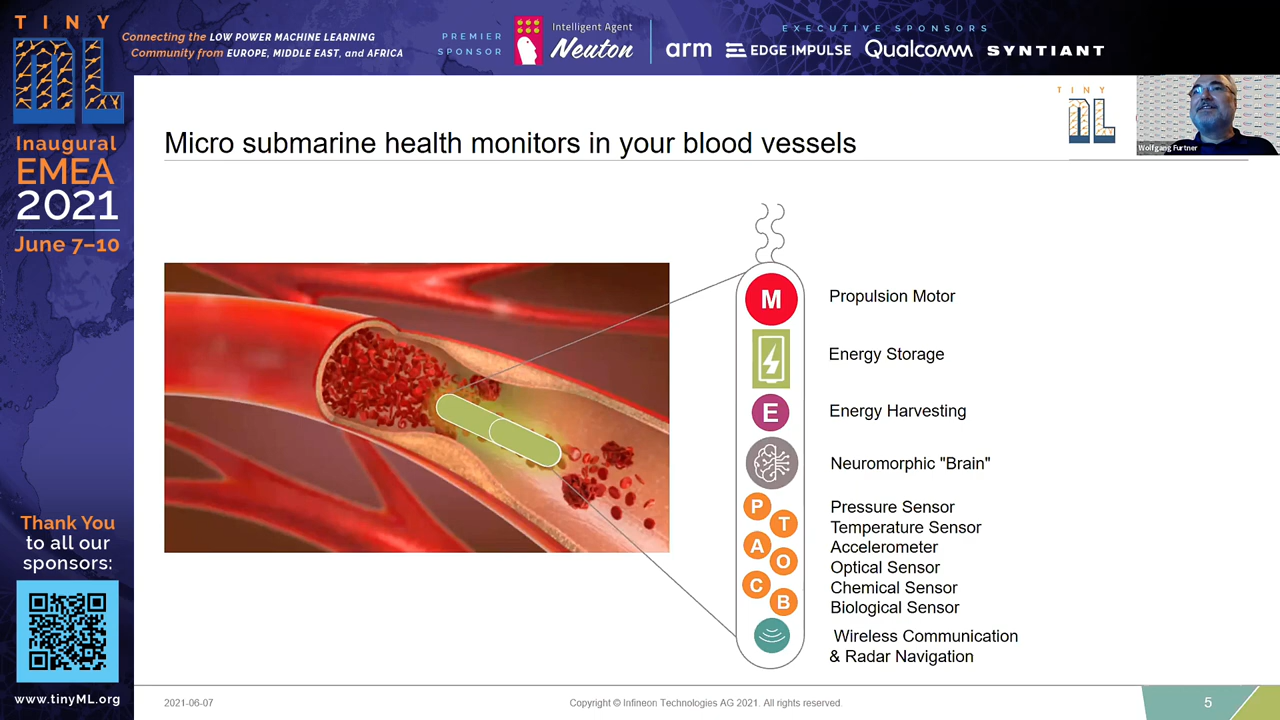 TINY
ML
Connecting the LOW POWER MACHINE LEARNING
Community from EUROPE, MIDDLE EAST, and AFRICA
PREMIER
SPONSOR
Intelligent Agent
Neuton
EXECUTIVE SPONSORS
arm
EDGE IMPULSE
Qualcomm
SYNTIANT
Inaugural
EMEA
2021
June 7–10
Thank You
to all our
sponsors:
www.tinyML.org
Micro submarine health monitors in your blood vessels
TINY
ML
Wolfgang Furtner
M
Propulsion Motor
Energy Storage
E
Energy Harvesting
Neuromorphic "Brain"
P
Pressure Sensor
T
Temperature Sensor
A
Accelerometer
O
Optical Sensor
C
Chemical Sensor
B
Biological Sensor
Wireless Communication
& Radar Navigation
2021-06-07
Copyright © Infineon Technologies AG 2021. All rights reserved.
5